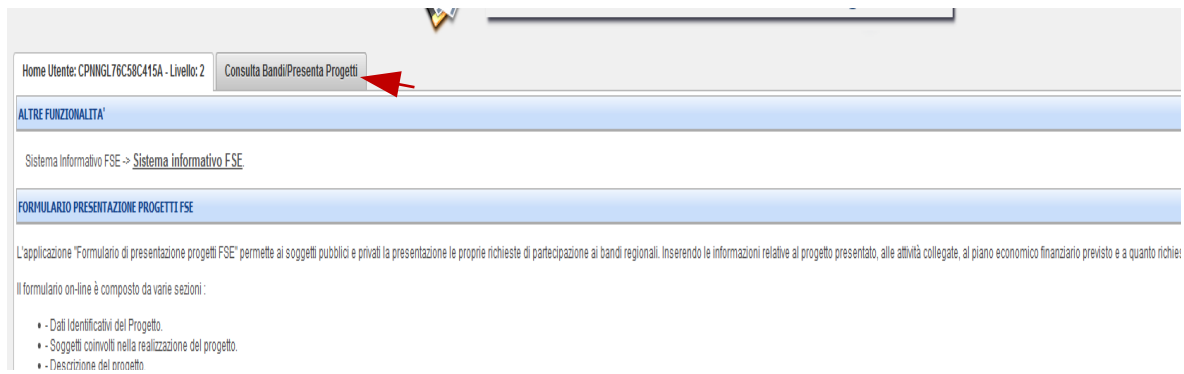 Home Utente: CPNNGL76C58C415A - Livello: 2
Consulta Bandi/Presenta Progetti
ALTRE FUNZIONALITA'
Sistema Informativo FSE -> Sistema informativo FSE.
FORMULARIO PRESENTAZIONE PROGETTI FSE
L'applicazione "Formulario di presentazione progetti FSE" permette ai soggetti pubblici e privati la presentazione le proprie richieste di partecipazione ai bandi regionali. Inserendo le informazioni relative al progetto presentato, alle attività collegate, al piano economico finanziario previsto e a quanto richies
Il formulario on-line è composto da varie sezioni :
• - Dati Identificativi del Progetto.
• - Soggetti coinvolti nella realizzazione del progetto.
• - Descrizione del progetto